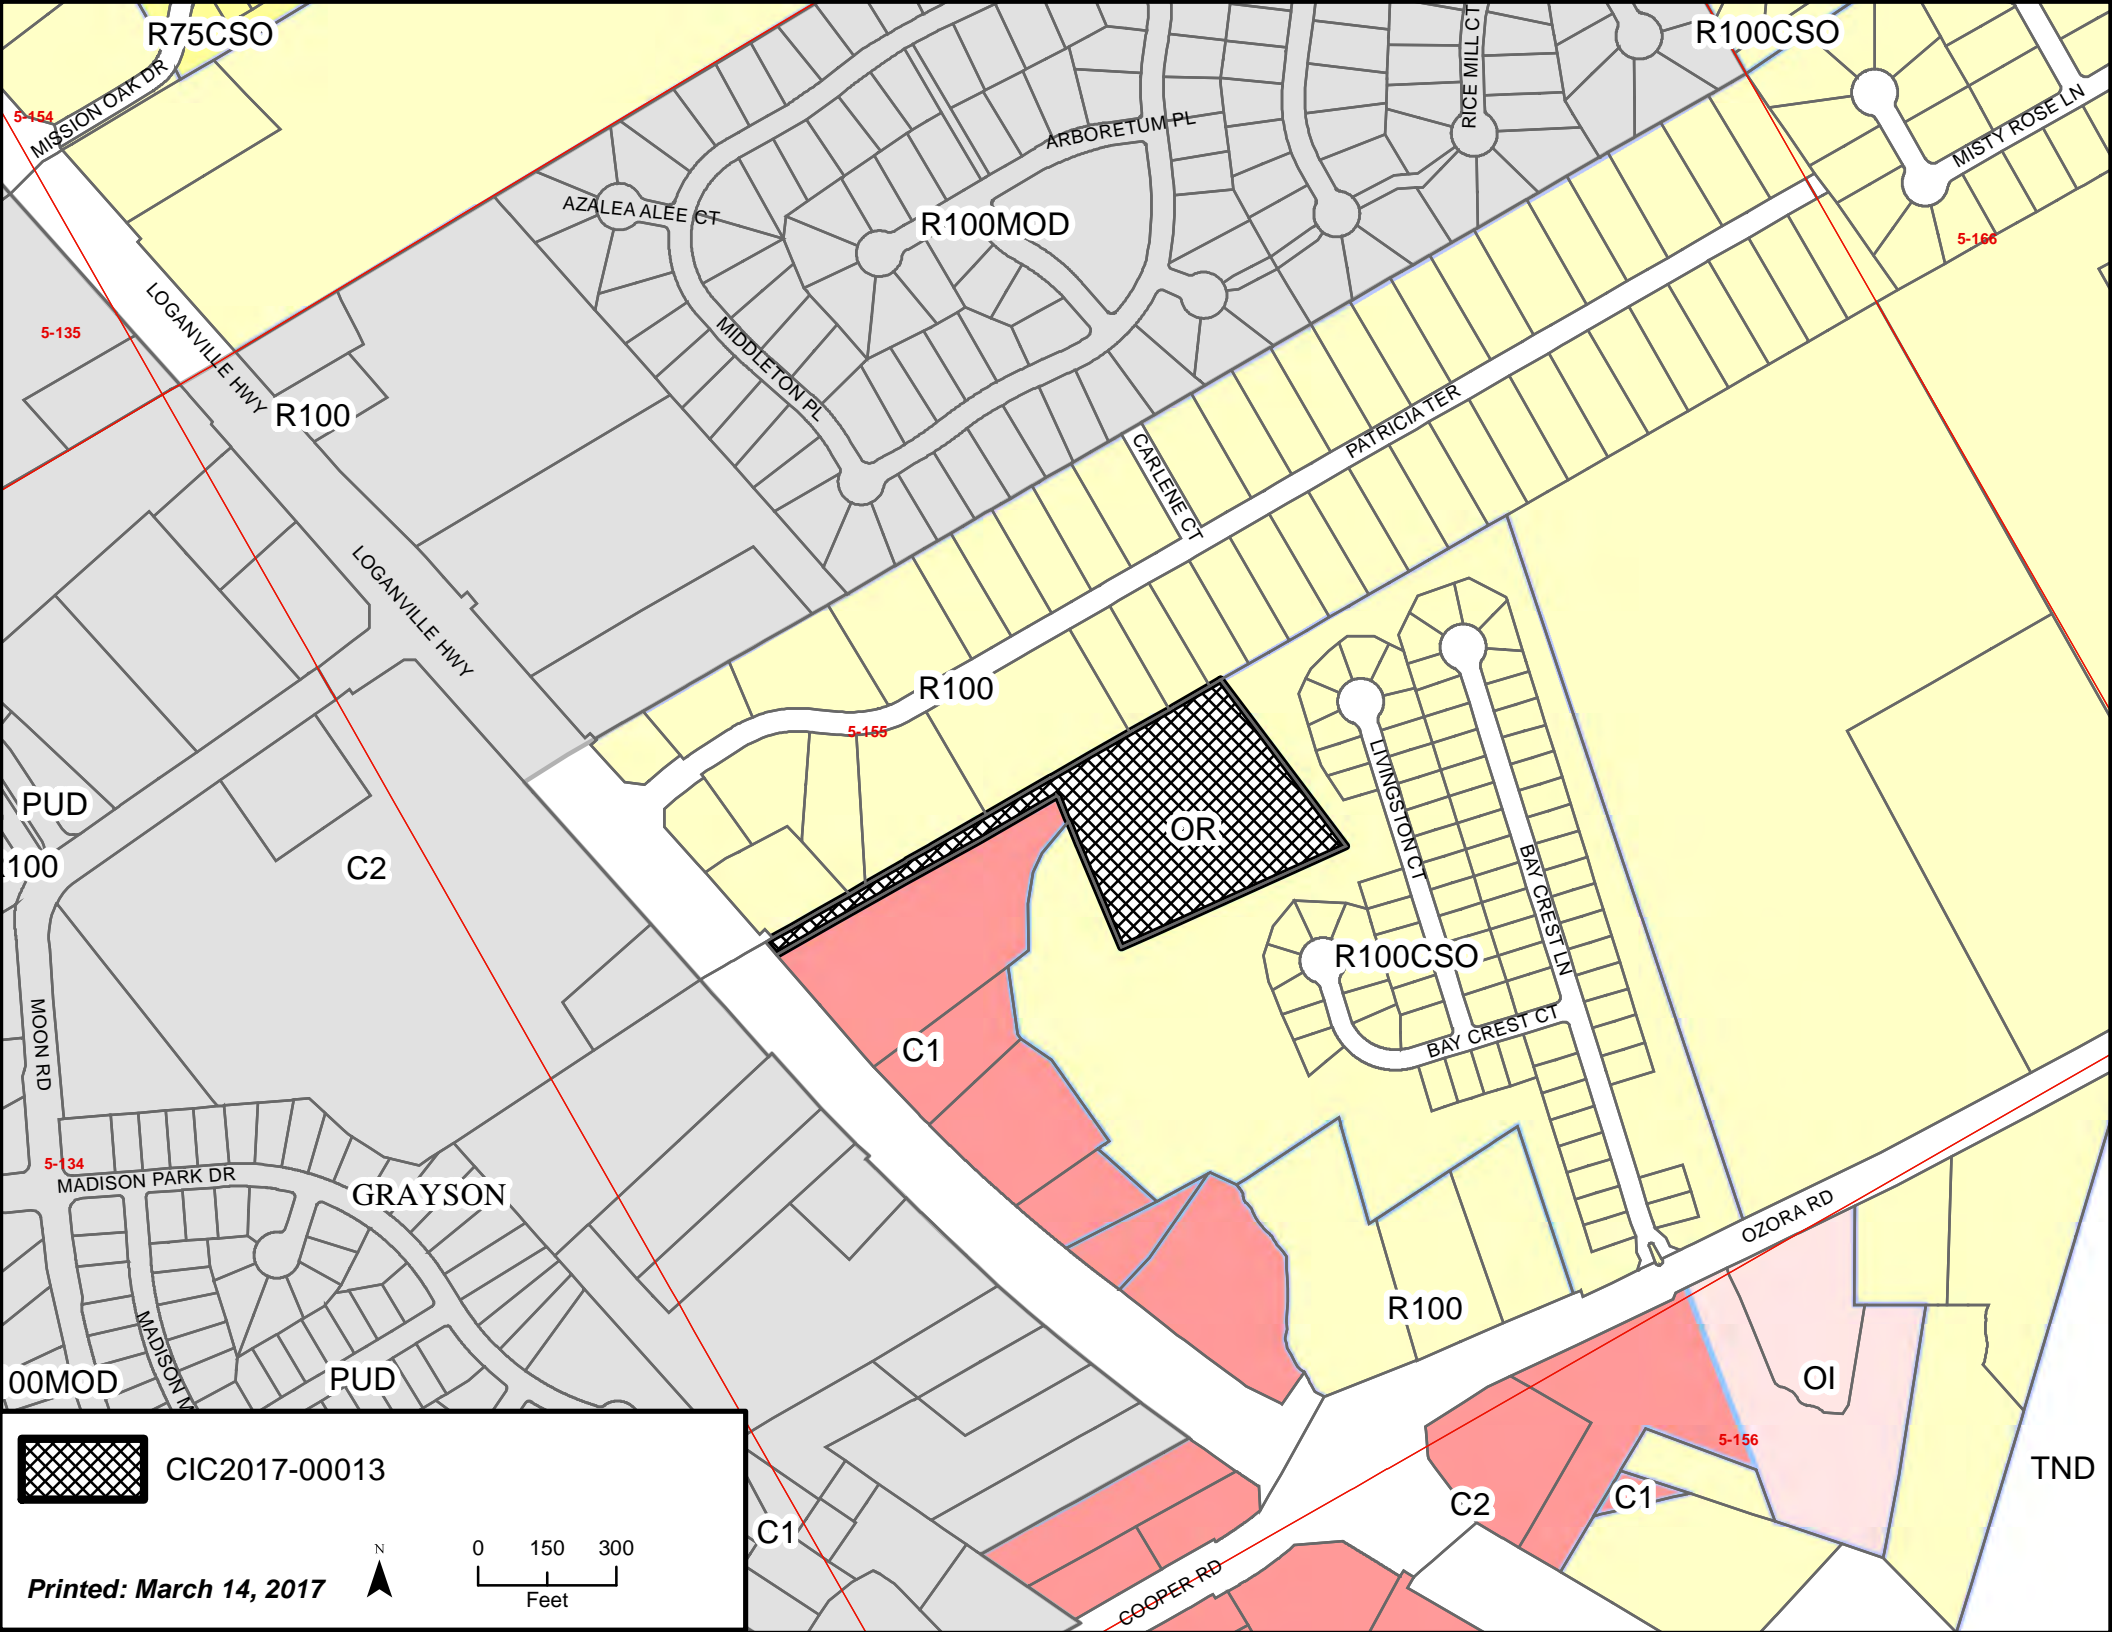 R75CSO
R100CSO
RICE MILL CT
MISSION OAK DR
5-154
MISTY ROSE LN
ARBORETUM PL
AZALEA ALEE CT
R100MOD
5-166
5-135
LOGANVILLE HWY
MIDDLETON PL
R100
PATRICIA TER
CARLENE CT
LOGANVILLE HWY
R100
5-155
PUD
LIVINGSTON CT
OR
R100
C2
BAY CREST LN
R100CSO
MOON RD
C1
BAY CREST CT
5-134
MADISON PARK DR
GRAYSON
OZORA RD
R100
MADISON M
00MOD
PUD
OI
5-156
TND
C2
C1
C1
COOPER RD
CIC2017-00013
N
0 150 300
Feet
Printed: March 14, 2017